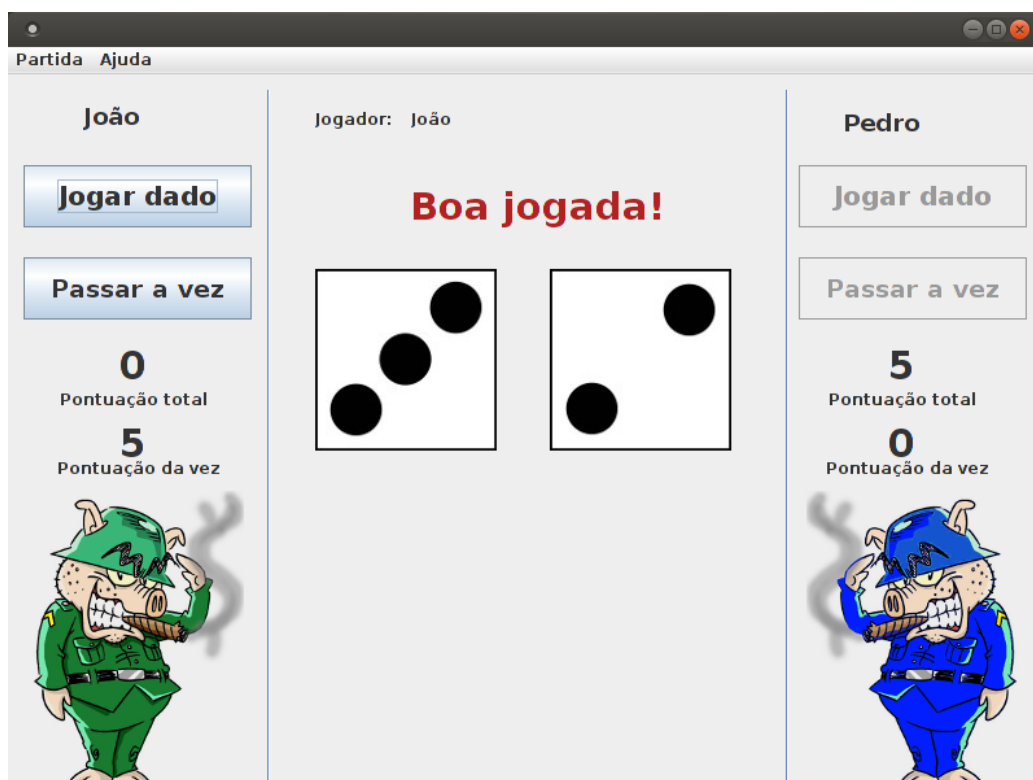 Partida Ajuda
João
Jogar dado
Passar a vez
0
Pontuação total
5
Pontuação da vez
Jogador: João
Boa jogada!
Pedro
Jogar dado
Passar a vez
5
Pontuação total
0
Pontuação da vez